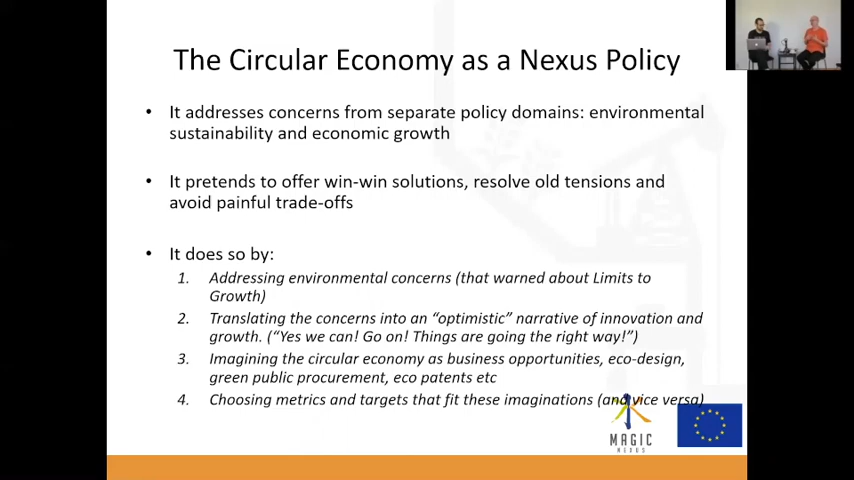 The Circular Economy as a Nexus Policy
• It addresses concerns from separate policy domains: environmental
sustainability and economic growth
• It pretends to offer win-win solutions, resolve old tensions and
avoid painful trade-offs
• It does so by:
1. Addressing environmental concerns (that warned about Limits to
Growth)
2. Translating the concerns into an “optimistic” narrative of innovation and
growth. (“Yes we can! Go on! Things are going the right way!”)
3. Imagining the circular economy as business opportunities, eco-design,
green public procurement, eco patents etc
4. Choosing metrics and targets that fit these imaginations (and vice versa)
MAGIC
NEXUS